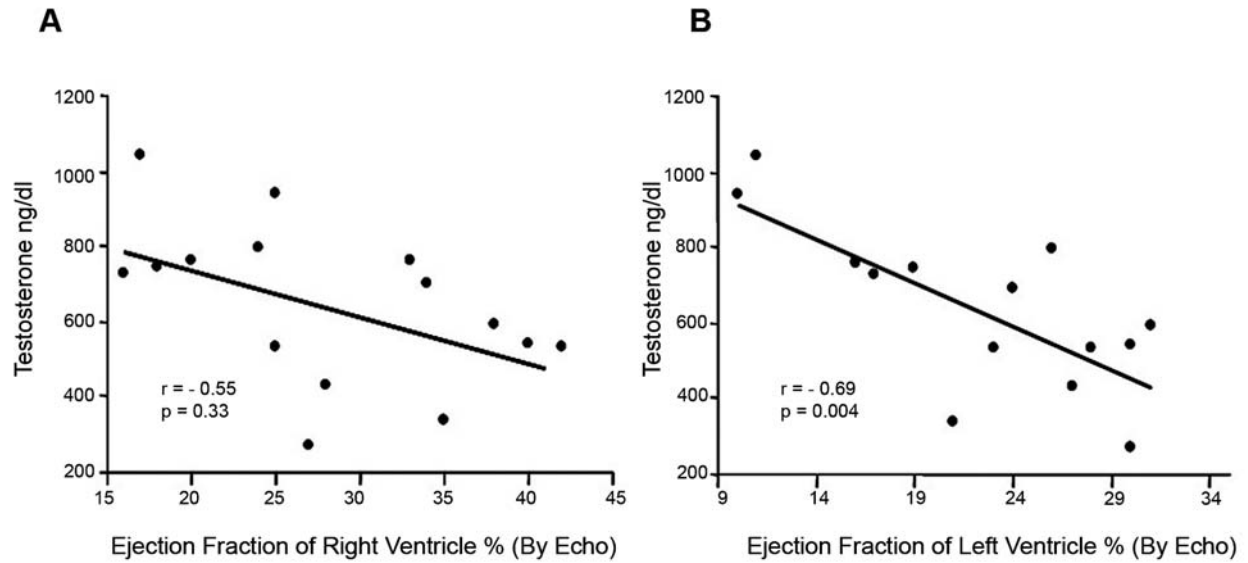 A
1200
1000
800
600
400
200
Testosterone ng/dl
r = - 0.55
p = 0.33
15 20 25 30 35 40 45
Ejection Fraction of Right Ventricle % (By Echo)
B
1200
1000
800
600
400
200
Testosterone ng/dl
r = - 0.69
p = 0.004
9 14 19 24 29 34
Ejection Fraction of Left Ventricle % (By Echo)